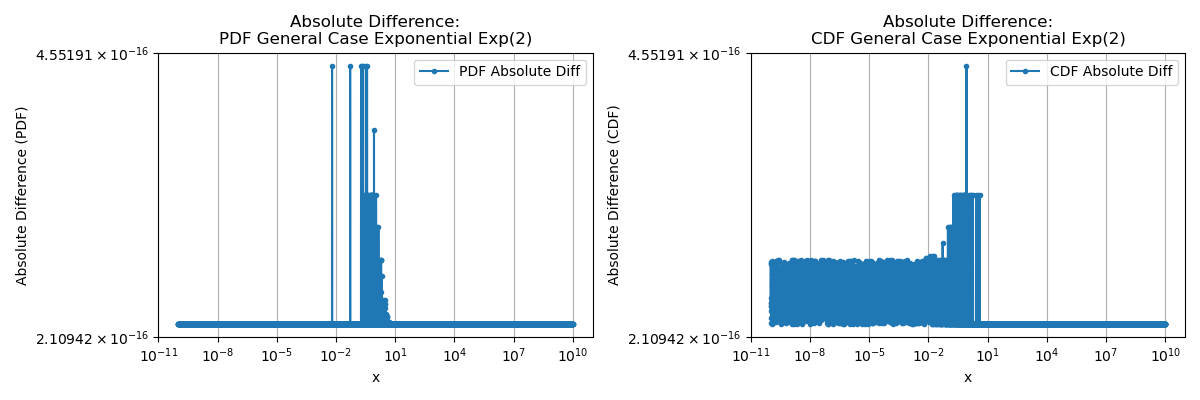 Absolute Difference:
PDF General Case Exponential Exp(2)
4.55191 × 10⁻¹⁶
PDF Absolute Diff
Absolute Difference (PDF)
2.10942 × 10⁻¹⁶
10⁻¹¹ 10⁻⁸ 10⁻⁵ 10⁻² 10¹ 10⁴ 10⁷ 10¹⁰
x
Absolute Difference:
CDF General Case Exponential Exp(2)
4.55191 × 10⁻¹⁶
CDF Absolute Diff
Absolute Difference (CDF)
2.10942 × 10⁻¹⁶
10⁻¹¹ 10⁻⁸ 10⁻⁵ 10⁻² 10¹ 10⁴ 10⁷ 10¹⁰
x